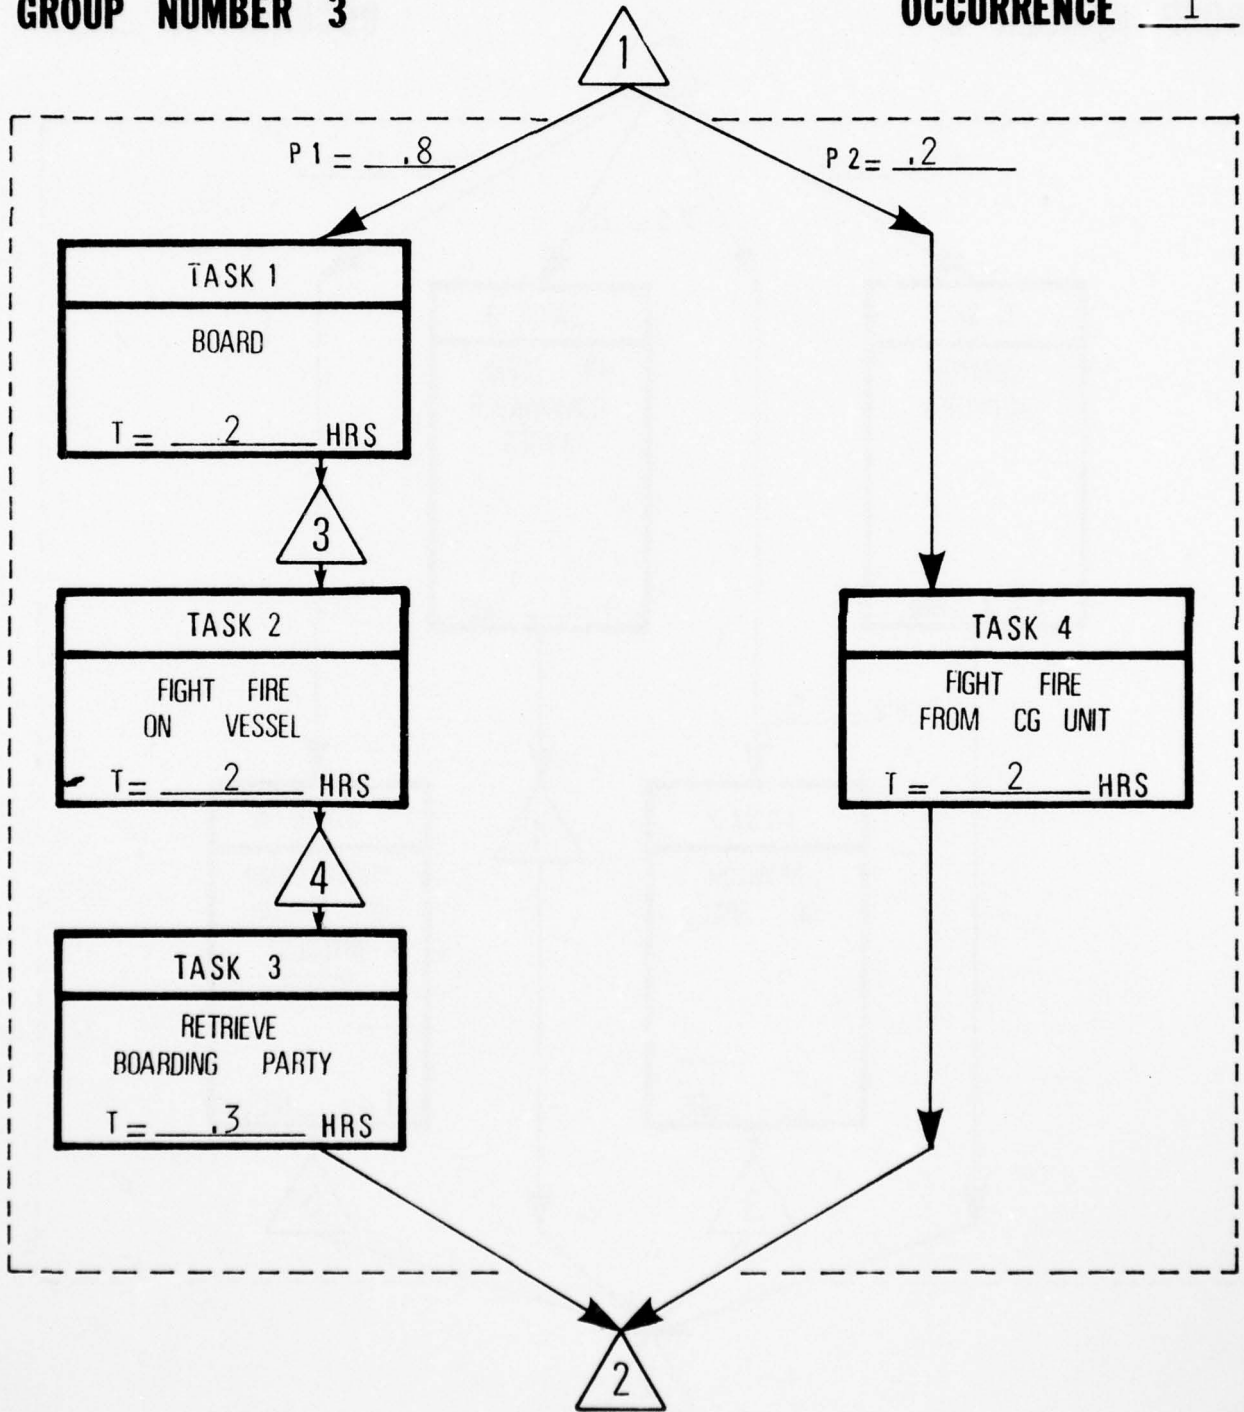 GROUP NUMBER 3
OCCURRENCE 1
1
P1 = .8
P2 = .2
TASK 1
BOARD
T = 2 HRS
3
TASK 2
FIGHT FIRE
ON VESSEL
T = 2 HRS
TASK 4
FIGHT FIRE
FROM CG UNIT
T = 2 HRS
4
TASK 3
RETRIEVE
BOARDING PARTY
T = .3 HRS
2